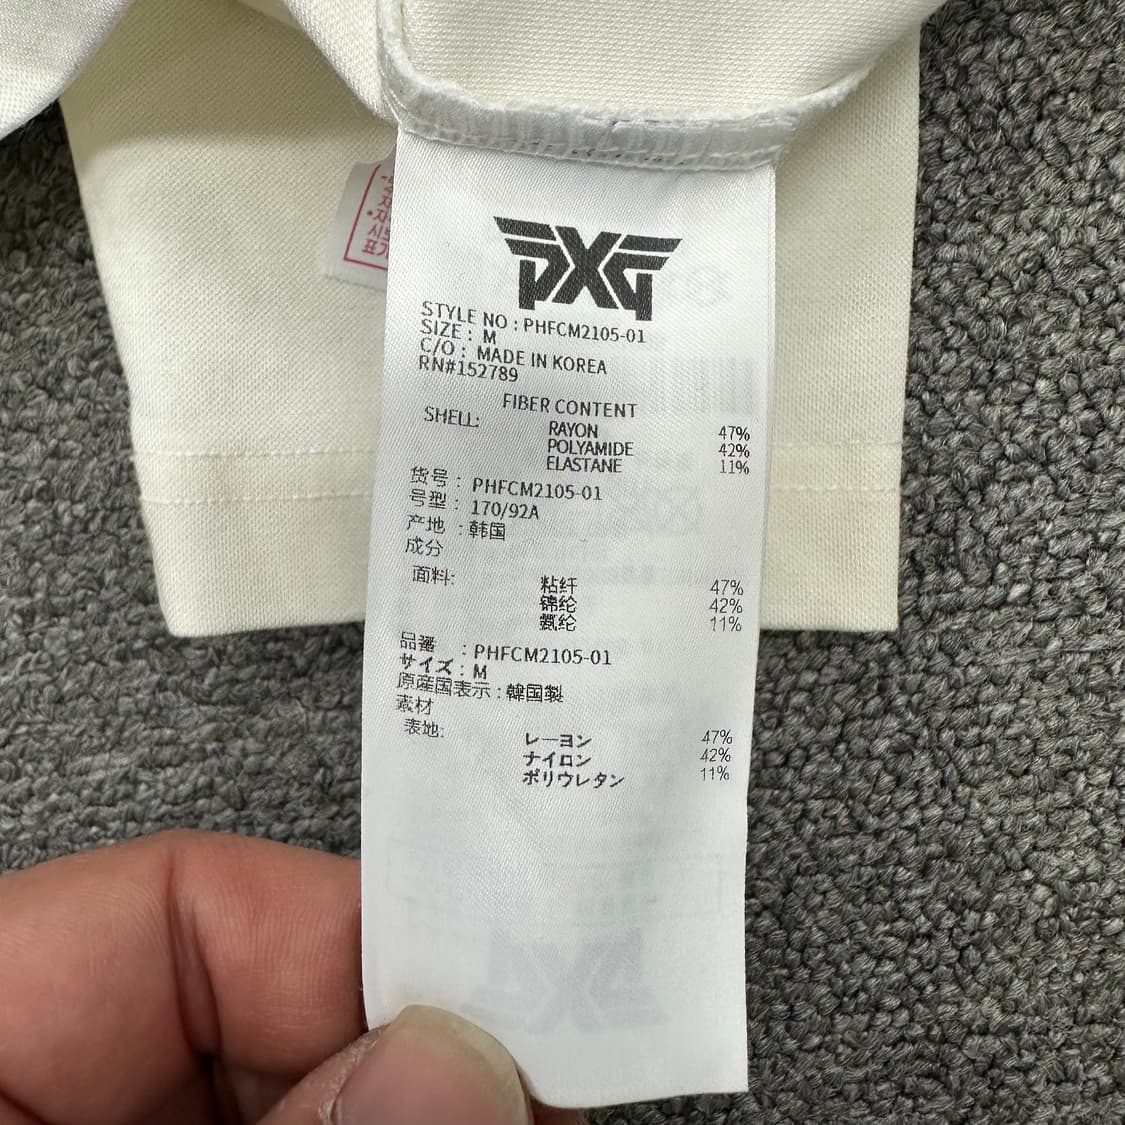 PXG
STYLE NO : PHFCM2105-01
SIZE : M
C/O : MADE IN KOREA
RN#152789
FIBER CONTENT
SHELL:
RAYON 47%
POLYAMIDE 42%
ELASTANE 11%
货号 : PHFCM2105-01
号型 : 170/92A
产地 : 韩国
成分
面料:
粘纤 47%
锦纶 42%
氨纶 11%
品番 : PHFCM2105-01
サイズ : M
原産国表示 : 韓国製
素材
表地:
レーヨン 47%
ナイロン 42%
ポリウレタン 11%